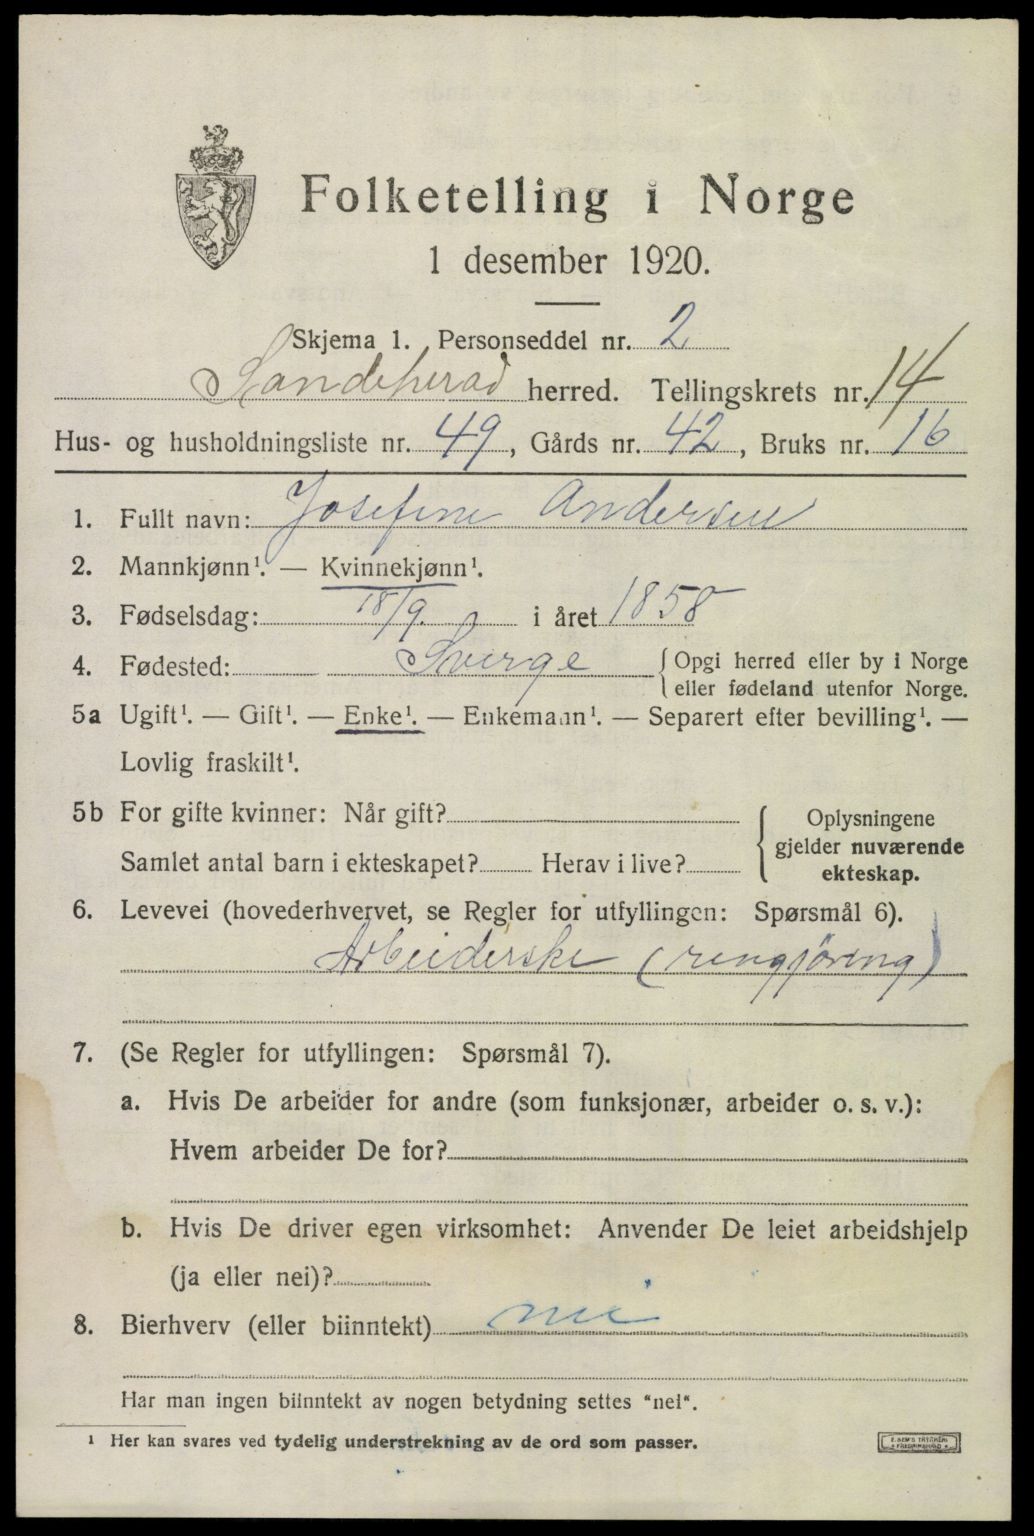 Folketelling i Norge
1 desember 1920.
Skjema 1. Personseddel nr. 2
Sandeherad herred. Tellingskrets nr. 14
Hus- og husholdningsliste nr. 49, Gårds nr. 42, Bruks nr. 16
1. Fullt navn: Josefine Andersen
2. Mannkjønn¹. — Kvinnekjønn¹.
3. Fødselsdag: 18/9. i året 1858
4. Fødested: Sverge { Opgi herred eller by i Norge
eller fødeland utenfor Norge.
5a Ugift¹. — Gift¹. — Enke¹. — Enkemann¹. — Separert efter bevilling¹. —
Lovlig fraskilt¹.
5b For gifte kvinner: Når gift?
Samlet antal barn i ekteskapet? Herav i live?
{ Oplysningene
gjelder nuværende
ekteskap.
6. Levevei (hovederhvervet, se Regler for utfyllingen: Spørsmål 6).
Arbeiderske (rengjøring)
7. (Se Regler for utfyllingen: Spørsmål 7).
a. Hvis De arbeider for andre (som funksjonær, arbeider o. s. v.):
Hvem arbeider De for?
b. Hvis De driver egen virksomhet: Anvender De leiet arbeidshjelp
(ja eller nei)?
8. Bierhverv (eller biinntekt) nei
Har man ingen biinntekt av nogen betydning settes "nei".
¹ Her kan svares ved tydelig understrekning av de ord som passer.